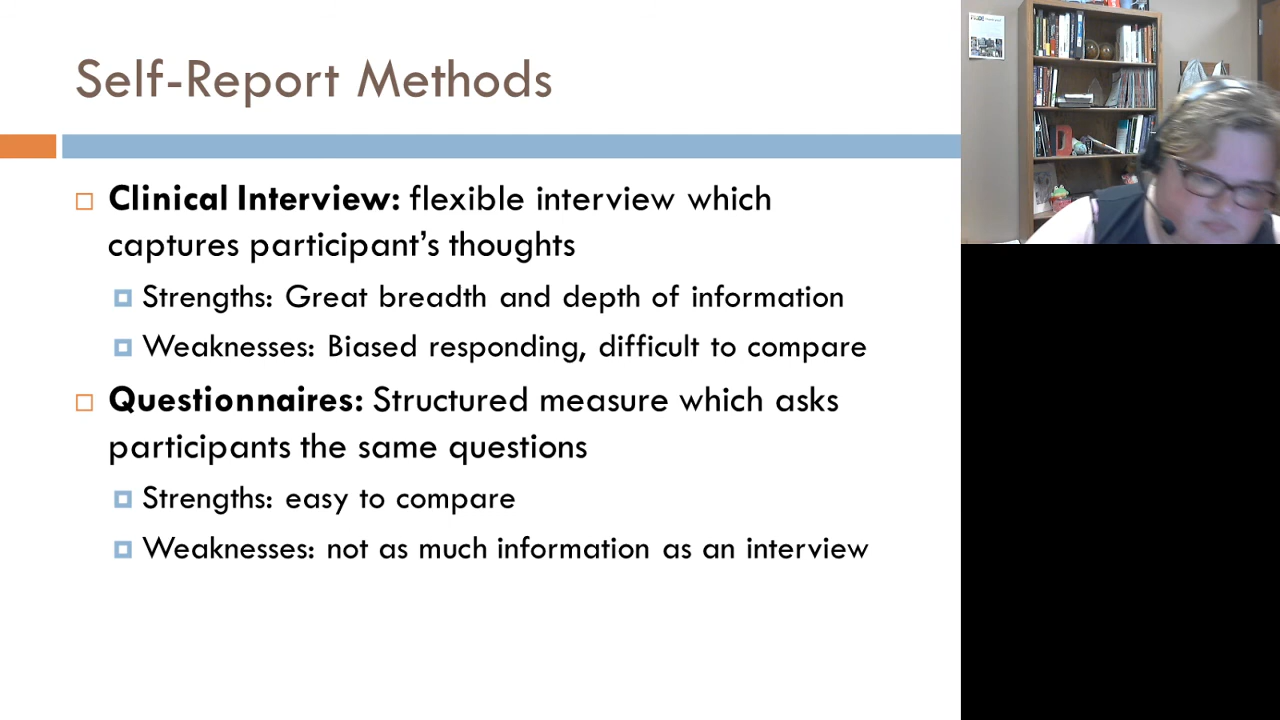 Self-Report Methods
Clinical Interview: flexible interview which
captures participant's thoughts
Strengths: Great breadth and depth of information
Weaknesses: Biased responding, difficult to compare
Questionnaires: Structured measure which asks
participants the same questions
Strengths: easy to compare
Weaknesses: not as much information as an interview